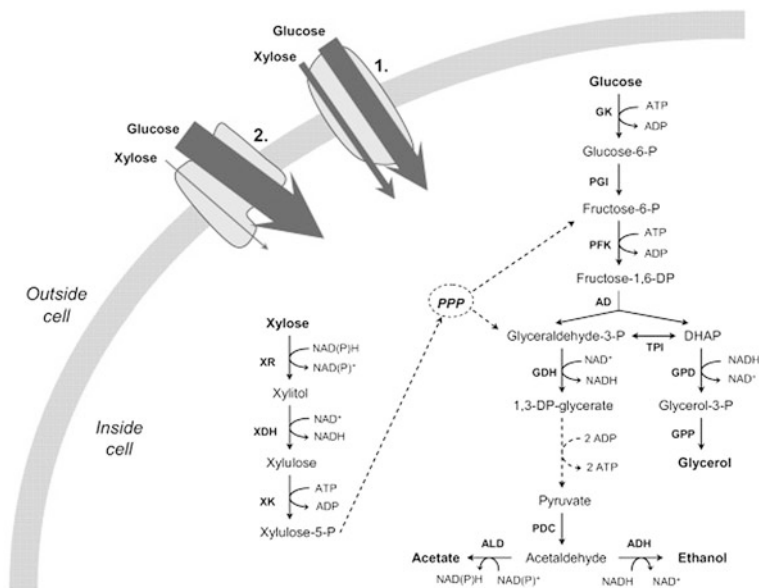 Glucose
Xylose
1.
Glucose
2.
Xylose
Outside
cell
Inside
cell
Xylose
XR
NAD(P)H
NAD(P)⁺
Xylitol
XDH
NAD⁺
NADH
Xylulose
XK
ATP
ADP
Xylulose-5-P
PPP
Glucose
GK
ATP
ADP
Glucose-6-P
PGI
Fructose-6-P
PFK
ATP
ADP
Fructose-1,6-DP
AD
Glyceraldehyde-3-P
TPI
DHAP
GDH
NAD⁺
NADH
GPD
NADH
NAD⁺
1,3-DP-glycerate
Glycerol-3-P
2 ADP
2 ATP
GPP
Glycerol
Pyruvate
PDC
ALD
ADH
Acetate
Acetaldehyde
Ethanol
NAD(P)H
NAD(P)⁺
NADH
NAD⁺